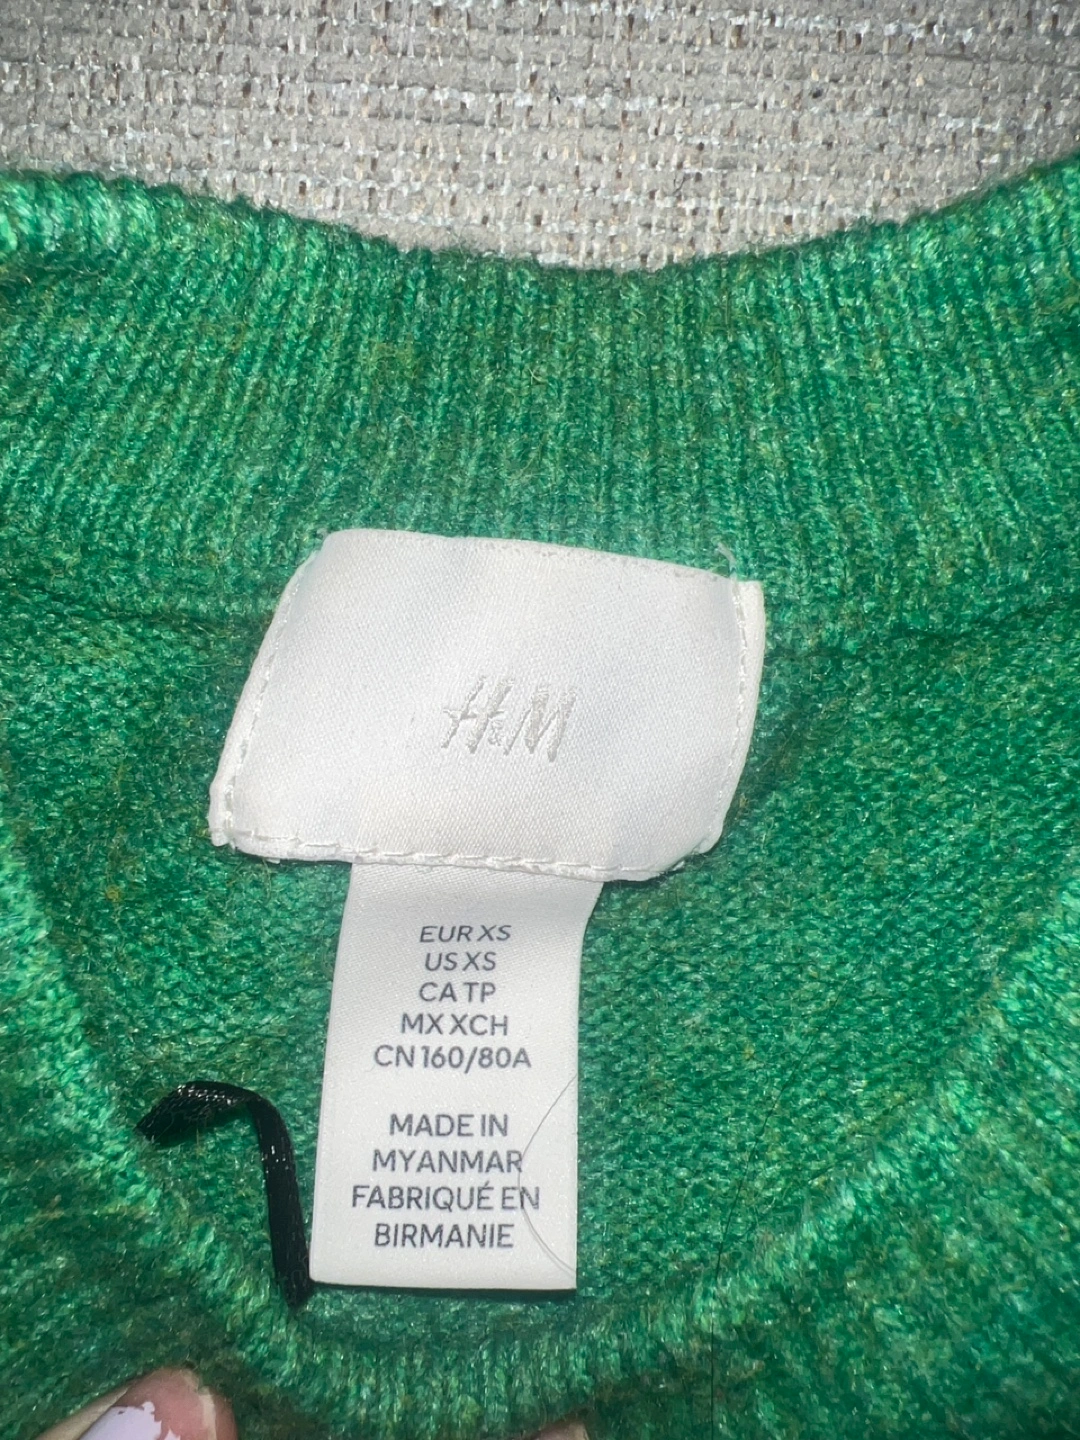 H&M
EUR XS
US XS
CA TP
MX XCH
CN 160/80A
MADE IN
MYANMAR
FABRIQUÉ EN
BIRMANIE